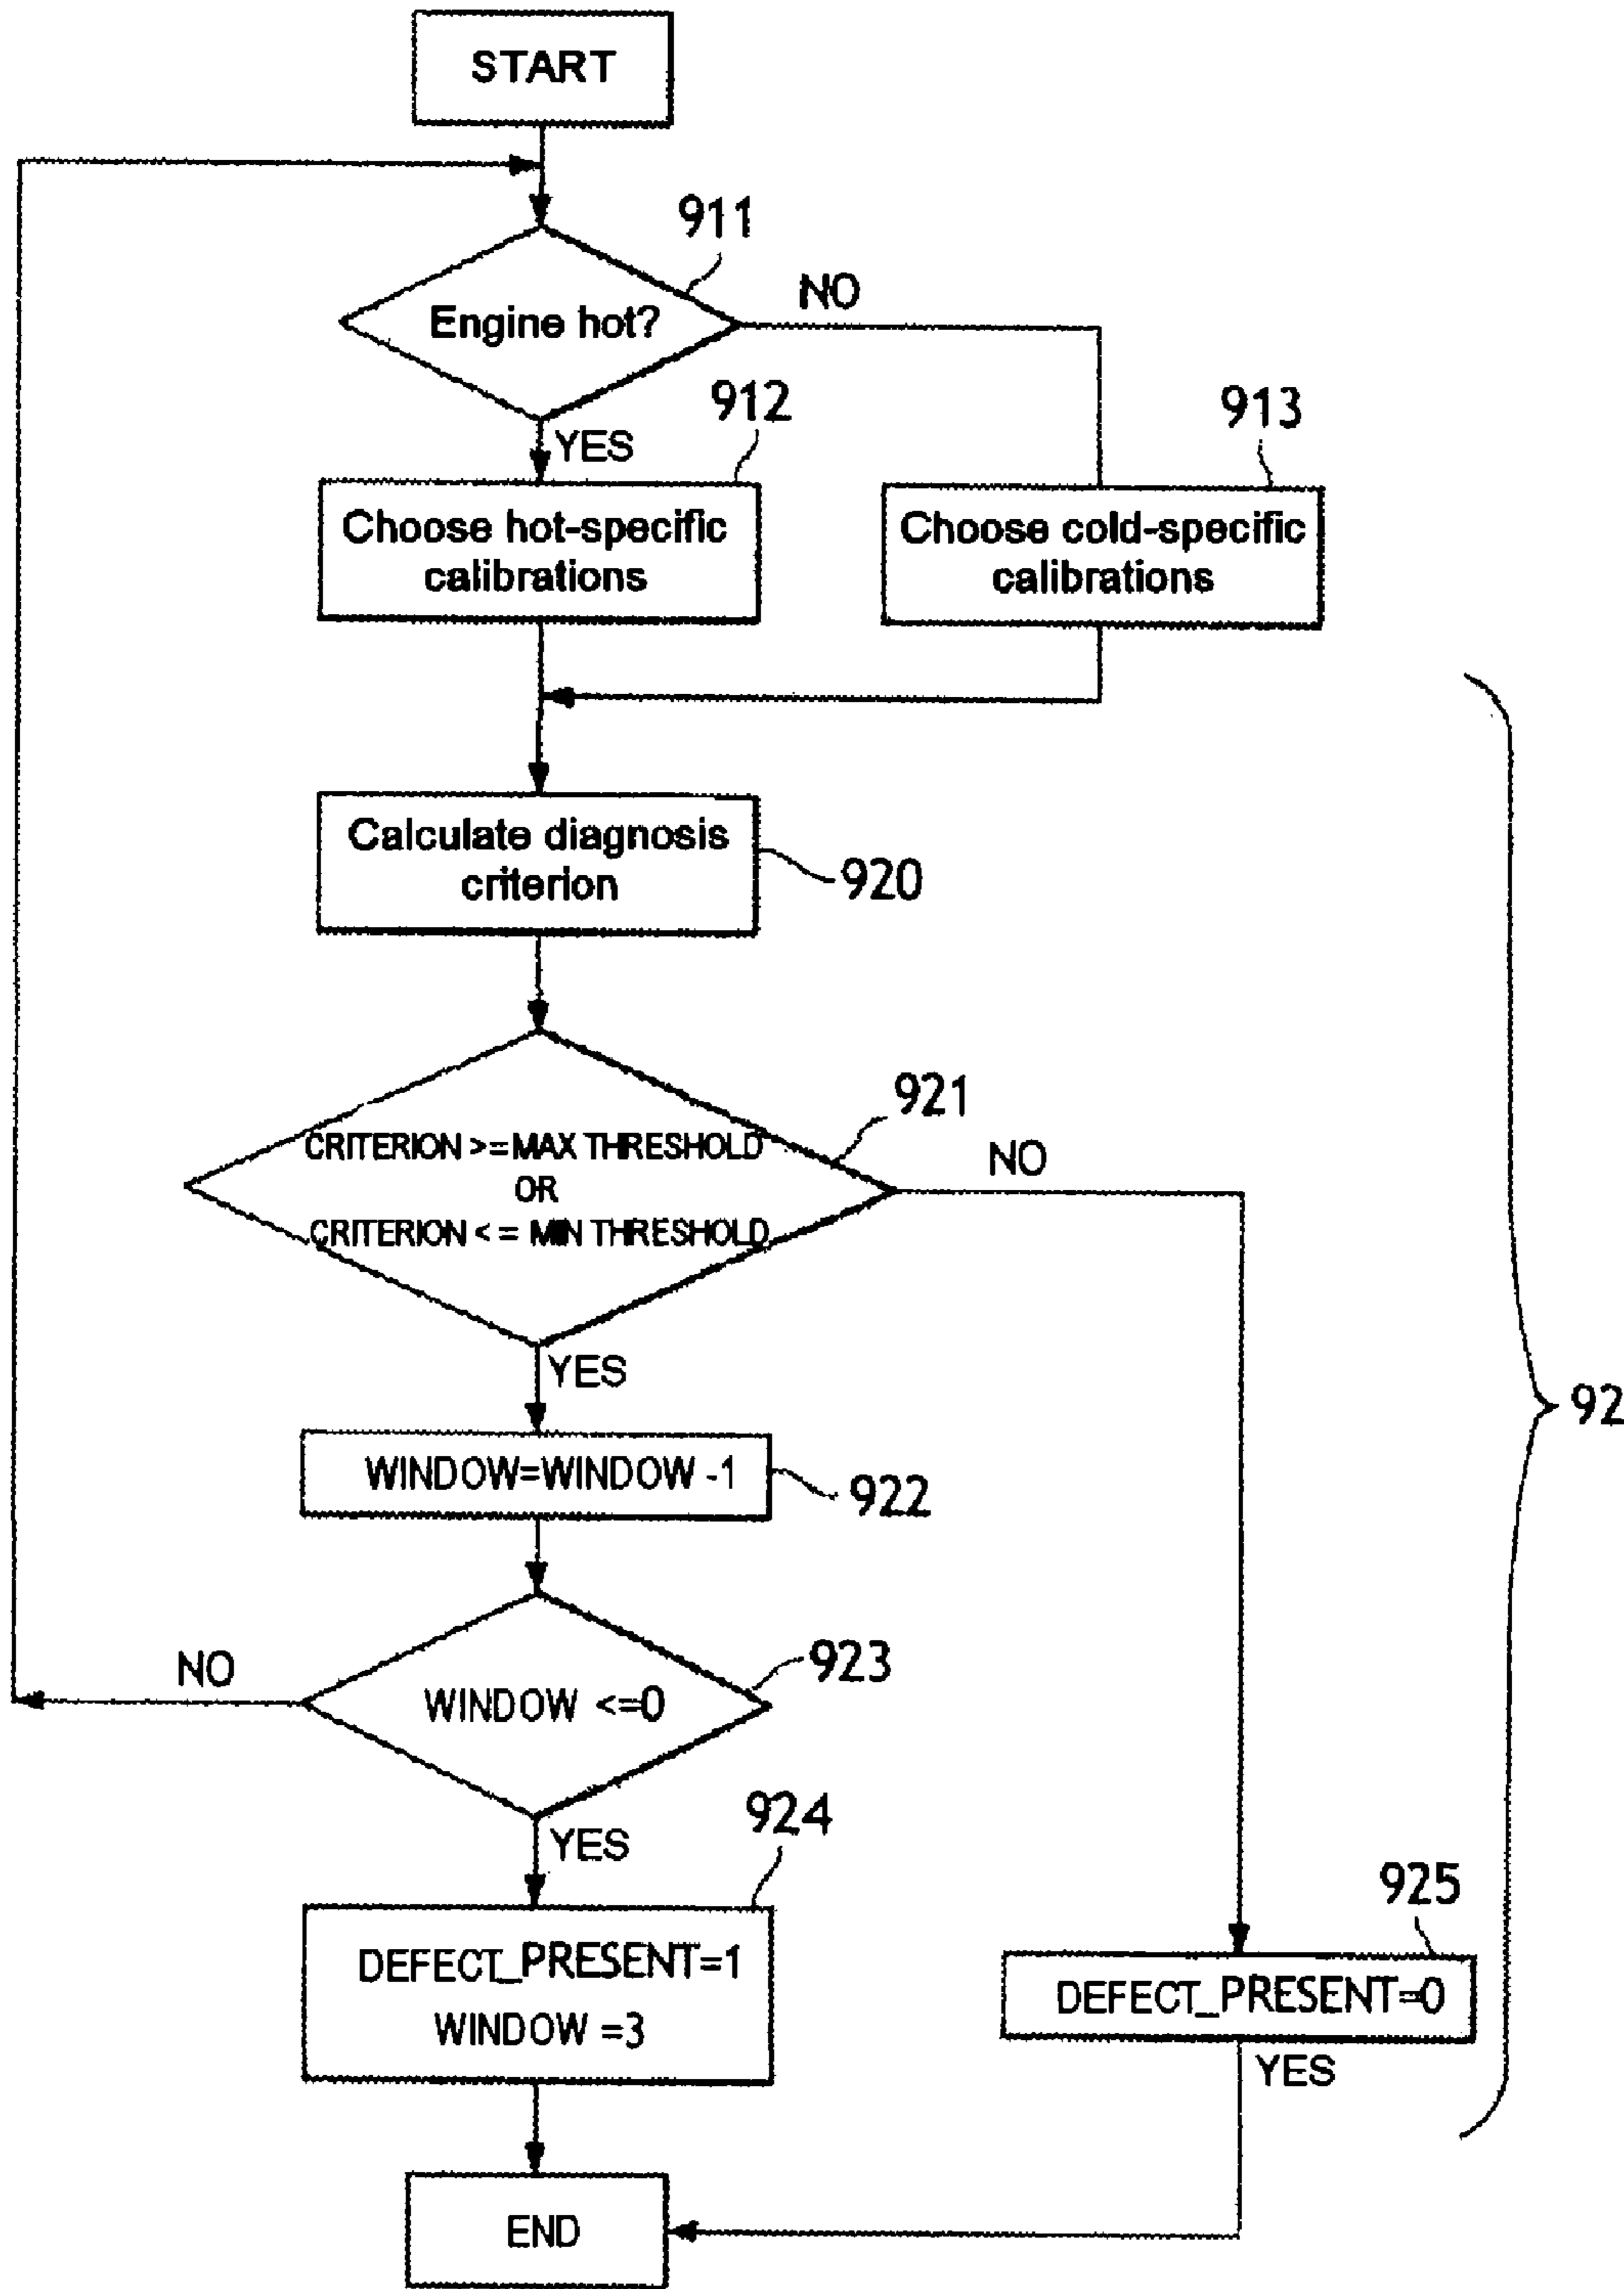 START
911
NO
Engine hot?
912
913
YES
Choose hot-specific
calibrations
Choose cold-specific
calibrations
Calculate diagnosis
criterion
920
921
CRITERION >=MAX THRESHOLD
NO
OR
CRITERION <= MIN THRESHOLD
YES
92
WINDOW=WINDOW -1
922
923
NO
WINDOW <=0
924
YES
925
DEFECT_PRESENT=1
WINDOW =3
DEFECT_PRESENT=0
YES
END